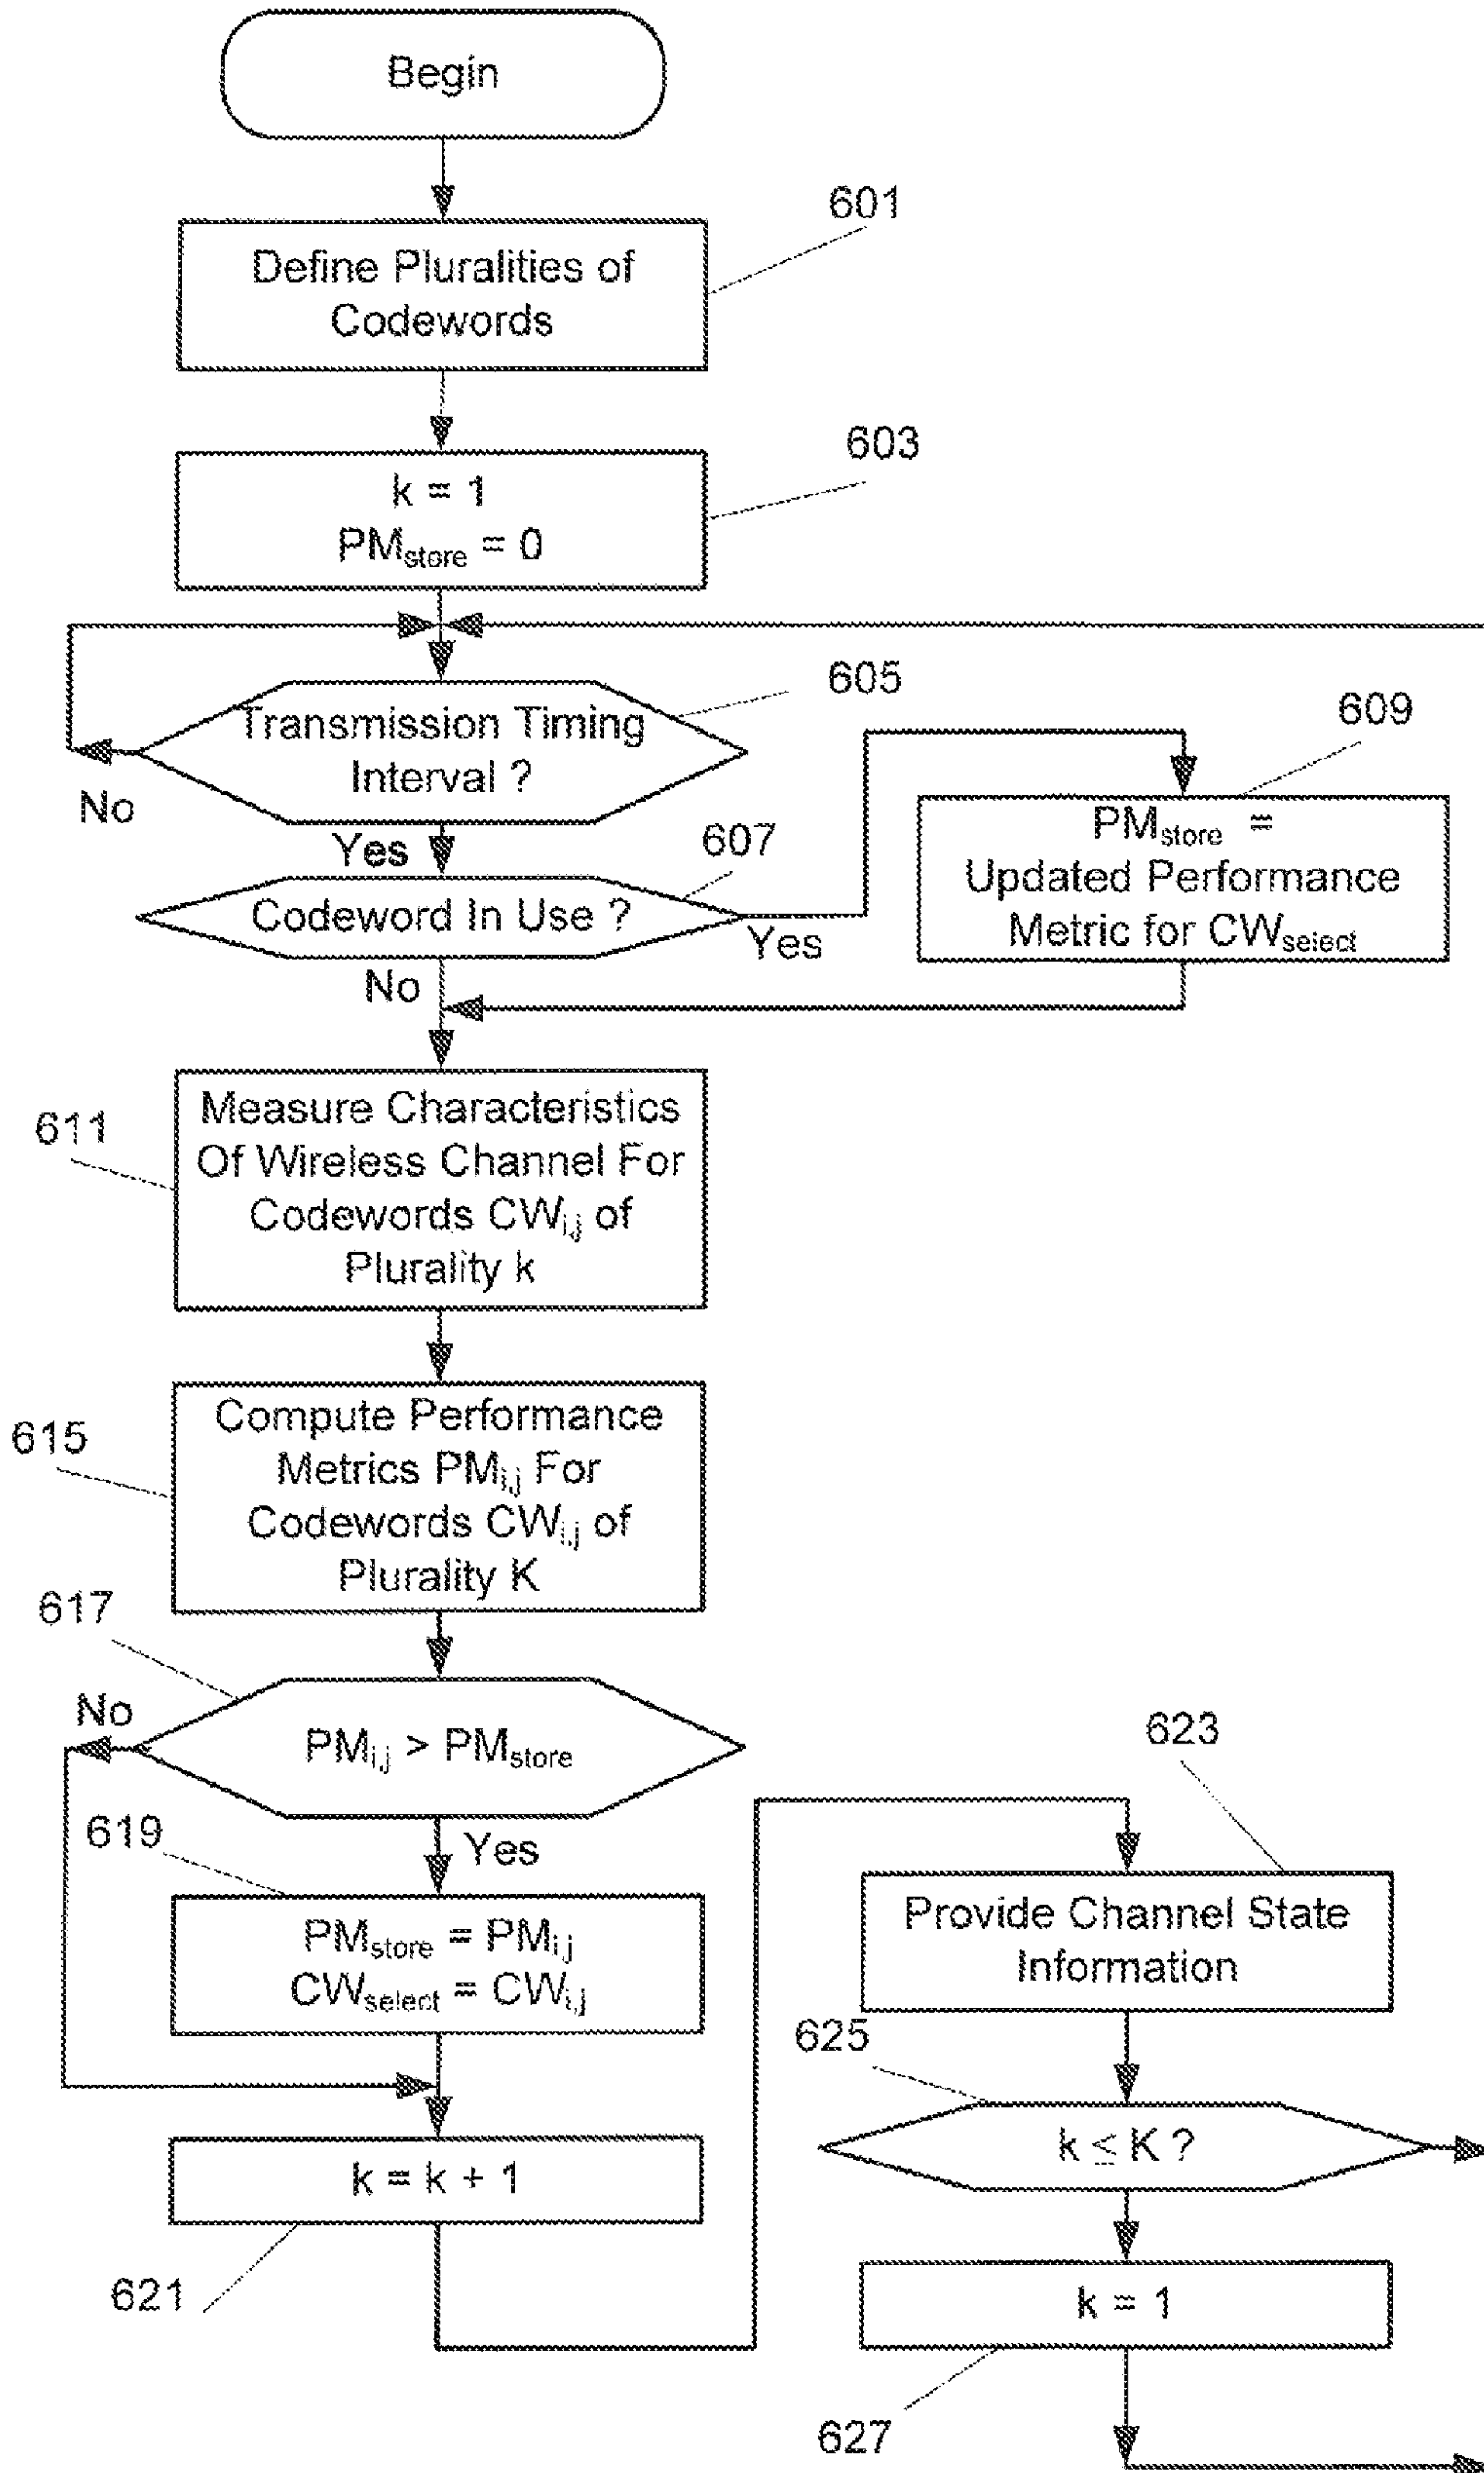 Begin
601
Define Pluralities of
Codewords
603
k = 1
PMstore = 0
605
Transmission Timing
Interval ?
No
Yes
607
Codeword In Use ?
Yes
No
609
PMstore =
Updated Performance
Metric for CWselect
611
Measure Characteristics
Of Wireless Channel For
Codewords CWi,j of
Plurality k
615
Compute Performance
Metrics PMi,j For
Codewords CWi,j of
Plurality K
617
No
PMi,j > PMstore
619
Yes
PMstore = PMi,j
CWselect = CWi,j
k = k + 1
621
623
Provide Channel State
Information
625
k ≤ K ?
k = 1
627